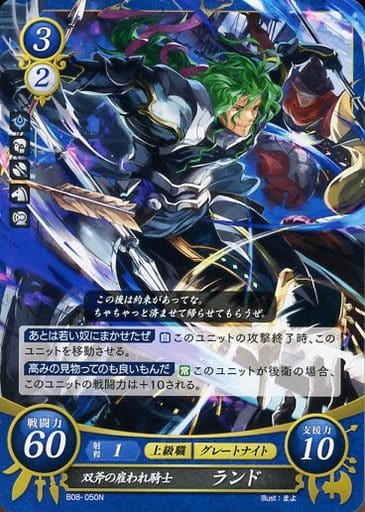 3
2
この後は約束があってな。
ちゃちゃっと済ませて帰らせてもらうぜ。
あとは若い奴にまかせたぜ 自 このユニットの攻撃終了時、このユニットを移動させる。
高みの見物ってのも良いもんだ 常 このユニットが後衛の場合、このユニットの戦闘力は+10される。
戦闘力
60
射程 1 上級職 グレートナイト
支援力
10
双斧の雇われ騎士 ランド
B08-050N
Illust:まよ